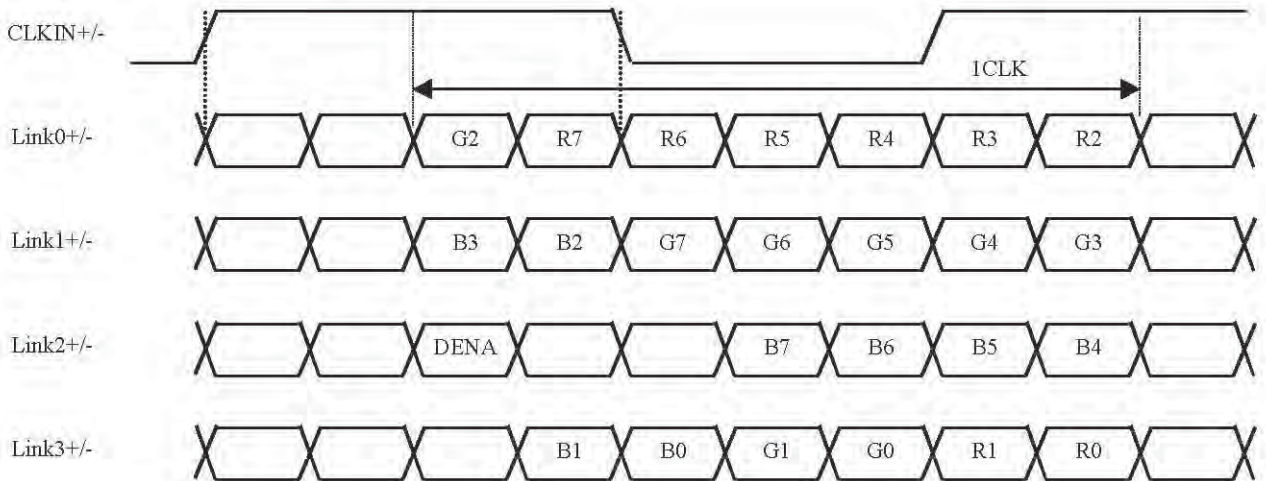 CLKIN+/-
1CLK
Link0+/- G2 R7 R6 R5 R4 R3 R2
Link1+/- B3 B2 G7 G6 G5 G4 G3
Link2+/- DENA B7 B6 B5 B4
Link3+/- B1 B0 G1 G0 R1 R0